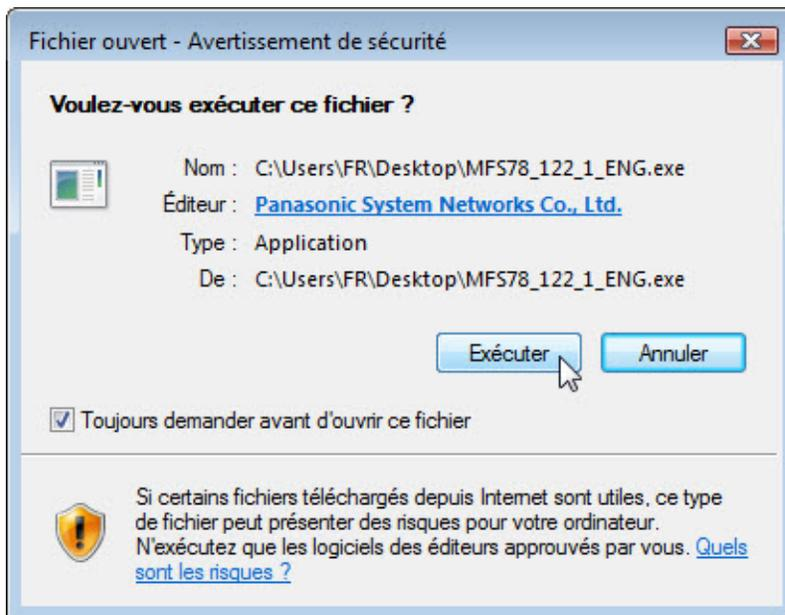 Fichier ouvert - Avertissement de sécurité
Voulez-vous exécuter ce fichier ?
Nom : C:\Users\FR\Desktop\MFS78_122_1_ENG.exe
Éditeur : Panasonic System Networks Co., Ltd.
Type : Application
De : C:\Users\FR\Desktop\MFS78_122_1_ENG.exe
Exécuter Annuler
Toujours demander avant d'ouvrir ce fichier
Si certains fichiers téléchargés depuis Internet sont utiles, ce type
de fichier peut présenter des risques pour votre ordinateur.
N'exécutez que les logiciels des éditeurs approuvés par vous. Quels
sont les risques ?